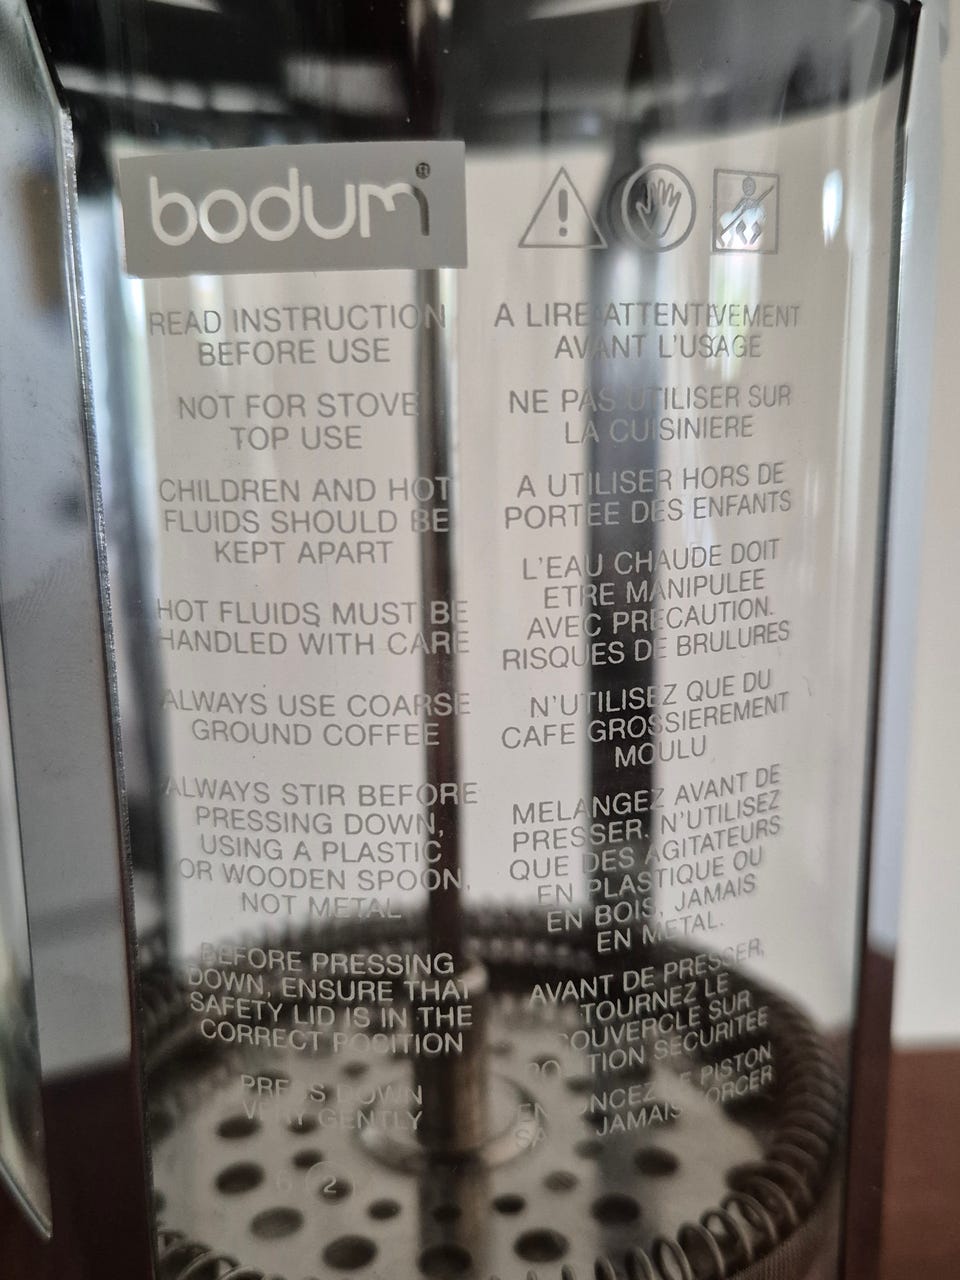 bodum®
READ INSTRUCTION
BEFORE USE
NOT FOR STOVE
TOP USE
CHILDREN AND HOT
FLUIDS SHOULD BE
KEPT APART
HOT FLUIDS MUST BE
HANDLED WITH CARE
ALWAYS USE COARSE
GROUND COFFEE
ALWAYS STIR BEFORE
PRESSING DOWN,
USING A PLASTIC
OR WOODEN SPOON,
NOT METAL
BEFORE PRESSING
DOWN, ENSURE THAT
SAFETY LID IS IN THE
CORRECT POSITION
PRESS DOWN
VERY GENTLY
2
A LIRE ATTENTIVEMENT
AVANT L'USAGE
NE PAS UTILISER SUR
LA CUISINIERE
A UTILISER HORS DE
PORTEE DES ENFANTS
L'EAU CHAUDE DOIT
ETRE MANIPULEE
AVEC PRECAUTION.
RISQUES DE BRULURES
N'UTILISEZ QUE DU
CAFE GROSSIEREMENT
MOULU
MELANGEZ AVANT DE
PRESSER. N'UTILISEZ
QUE DES AGITATEURS
EN PLASTIQUE OU
EN BOIS, JAMAIS
EN METAL.
AVANT DE PRESSER,
TOURNEZ LE
COUVERCLE SUR
POSITION SECURITEE
ENFONCEZ LE PISTON
SANS JAMAIS FORCER